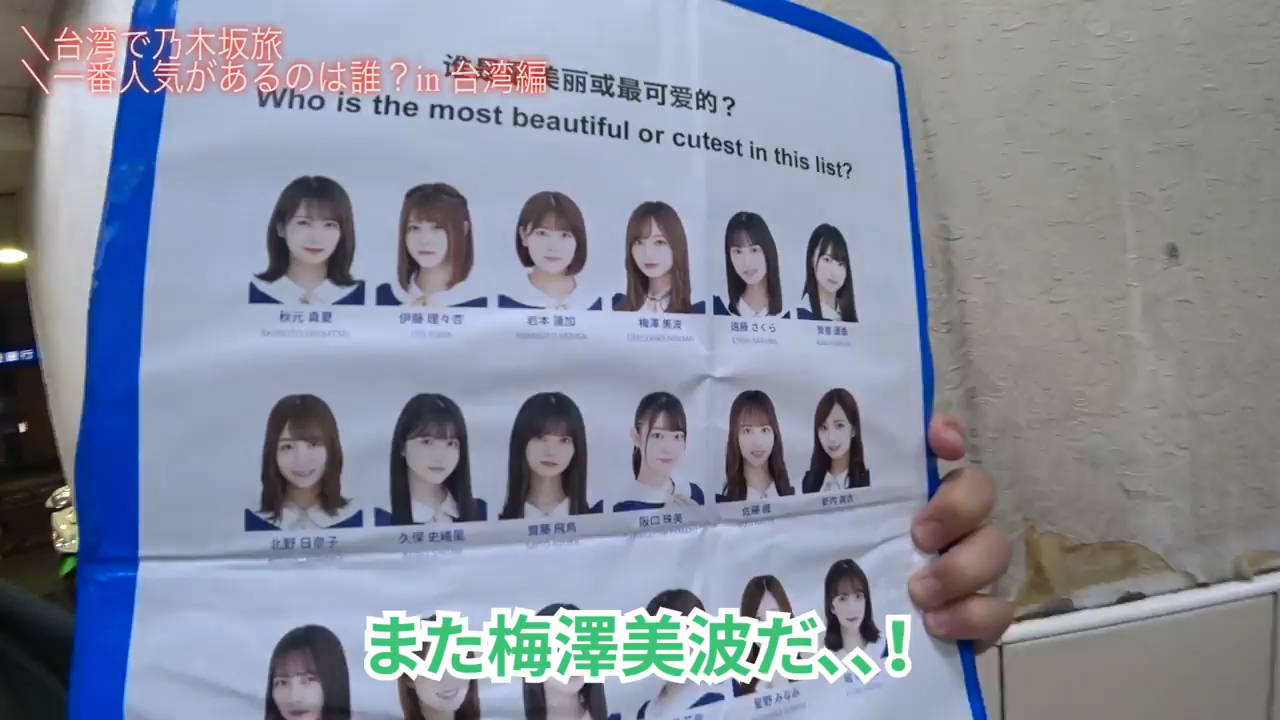 ＼台湾で乃木坂旅
＼一番人気があるのは誰？in 台湾編
美丽或最可爱的？
Who is the most beautiful or cutest in this list?
秋元 真夏
伊藤 理々杏
岩本 蓮加
梅澤 美波
遠藤 さくら
賀喜 遥香
北野 日奈子
久保 史緒里
齋藤 飛鳥
阪口 珠美
佐藤 楓
新内 眞衣
星野 みなみ
また梅澤美波だ、、！